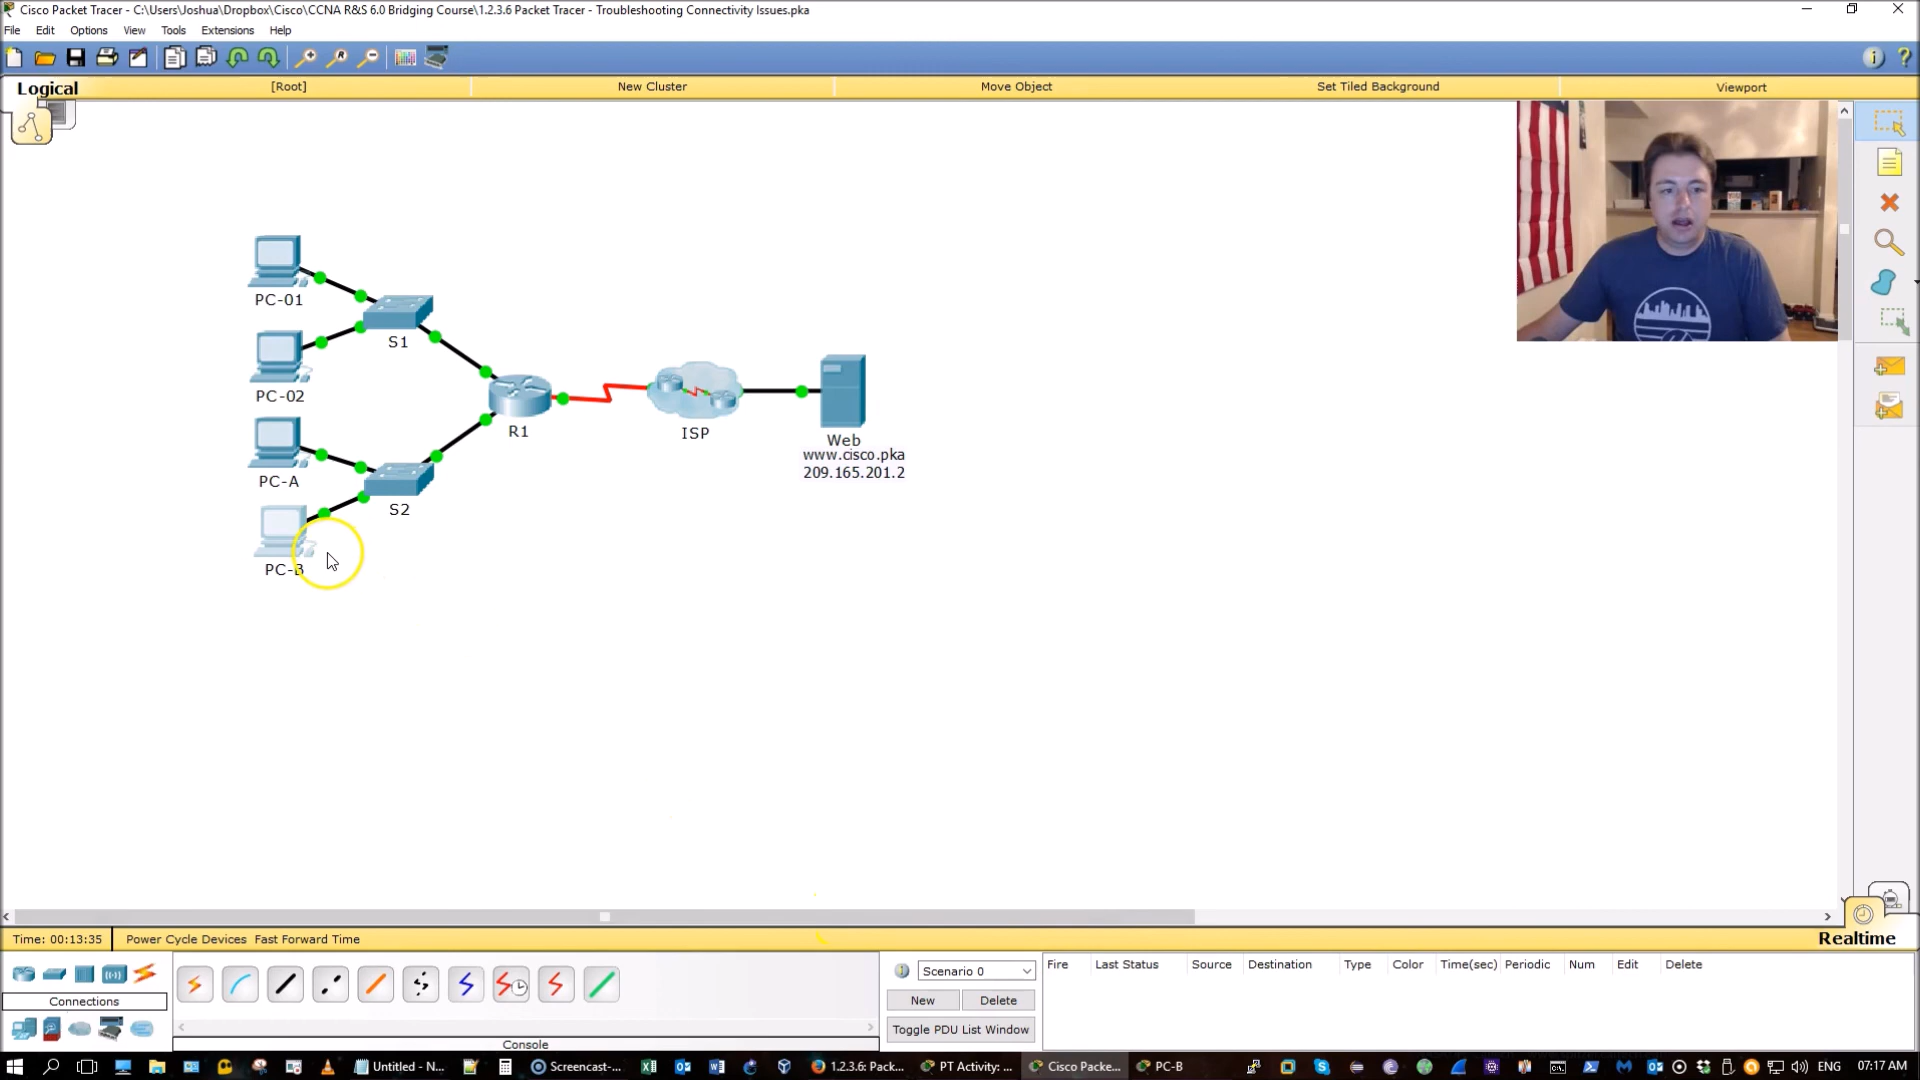 Cisco Packet Tracer - C:\Users\Joshua\Dropbox\Cisco\CCNA R&S 6.0 Bridging Course\1.2.3.6 Packet Tracer - Troubleshooting Connectivity Issues.pka
File Edit Options View Tools Extensions Help
Logical [Root] New Cluster Move Object Set Tiled Background Viewport
PC-01
S1
PC-02
R1
ISP
Web
www.cisco.pka
209.165.201.2
PC-A
S2
PC-B
Time: 00:13:35 Power Cycle Devices Fast Forward Time Realtime
Scenario 0 Fire Last Status Source Destination Type Color Time(sec) Periodic Num Edit Delete
Connections New Delete
Toggle PDU List Window
Console
Untitled - N... Screencast-... 1.2.3.6: Pack... PT Activity: ... Cisco Packe... PC-B ENG 07:17 AM